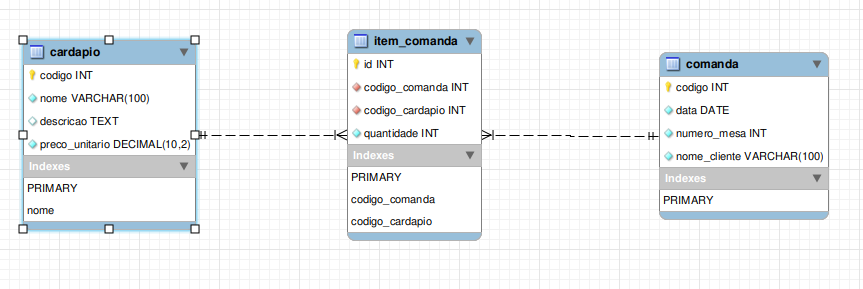 cardapio
codigo INT
nome VARCHAR(100)
descricao TEXT
preco_unitario DECIMAL(10,2)
Indexes
PRIMARY
nome
item_comanda
id INT
codigo_comanda INT
codigo_cardapio INT
quantidade INT
Indexes
PRIMARY
codigo_comanda
codigo_cardapio
comanda
codigo INT
data DATE
numero_mesa INT
nome_cliente VARCHAR(100)
Indexes
PRIMARY